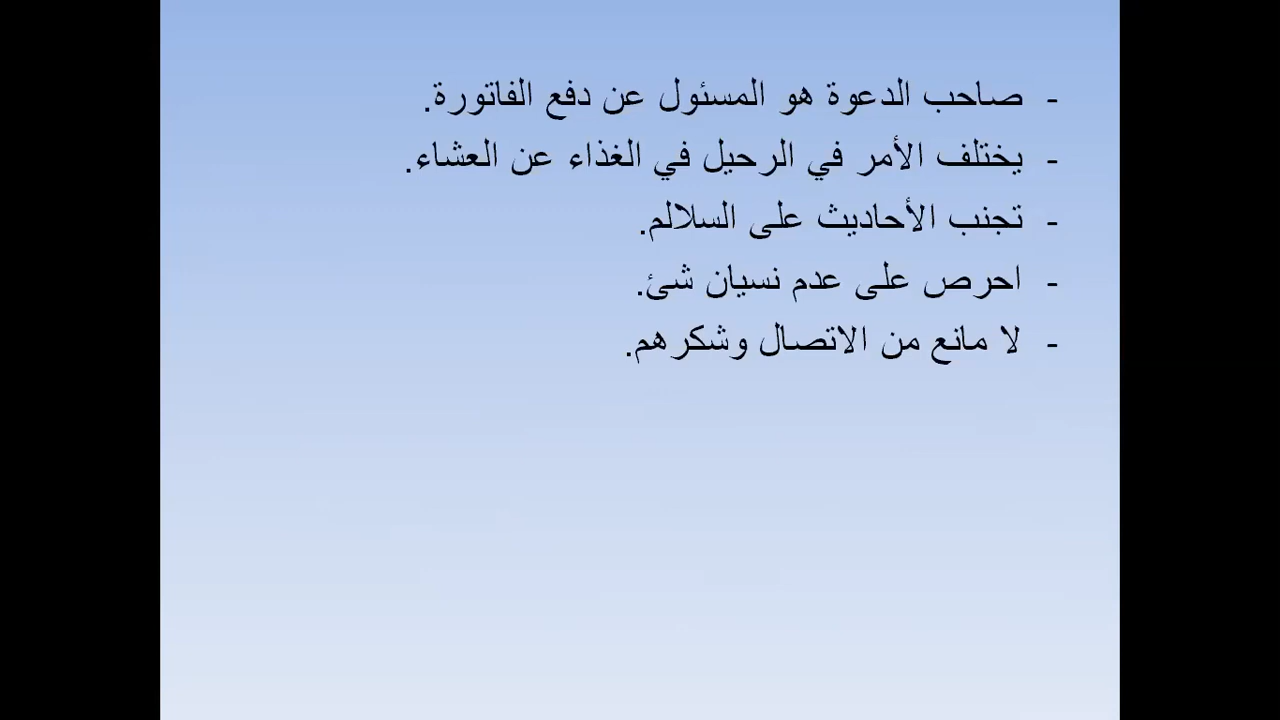 - صاحب الدعوة هو المسئول عن دفع الفاتورة.
- يختلف الأمر في الرحيل في الغذاء عن العشاء.
- تجنب الأحاديث على السلالم.
- احرص على عدم نسيان شئ.
- لا مانع من الاتصال وشكرهم.